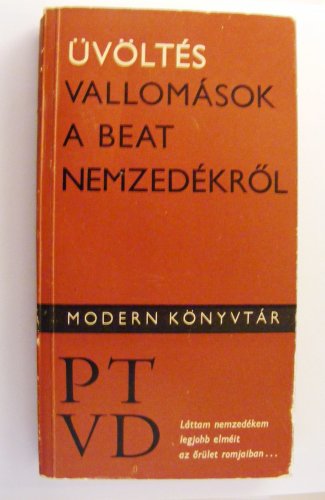 ÜVÖLTÉS
VALLOMÁSOK
A BEAT
NEMZEDÉKRŐL
MODERN KÖNYVTÁR
PT
VD
Láttam nemzedékem
legjobb elméit
az őrület romjaiban...